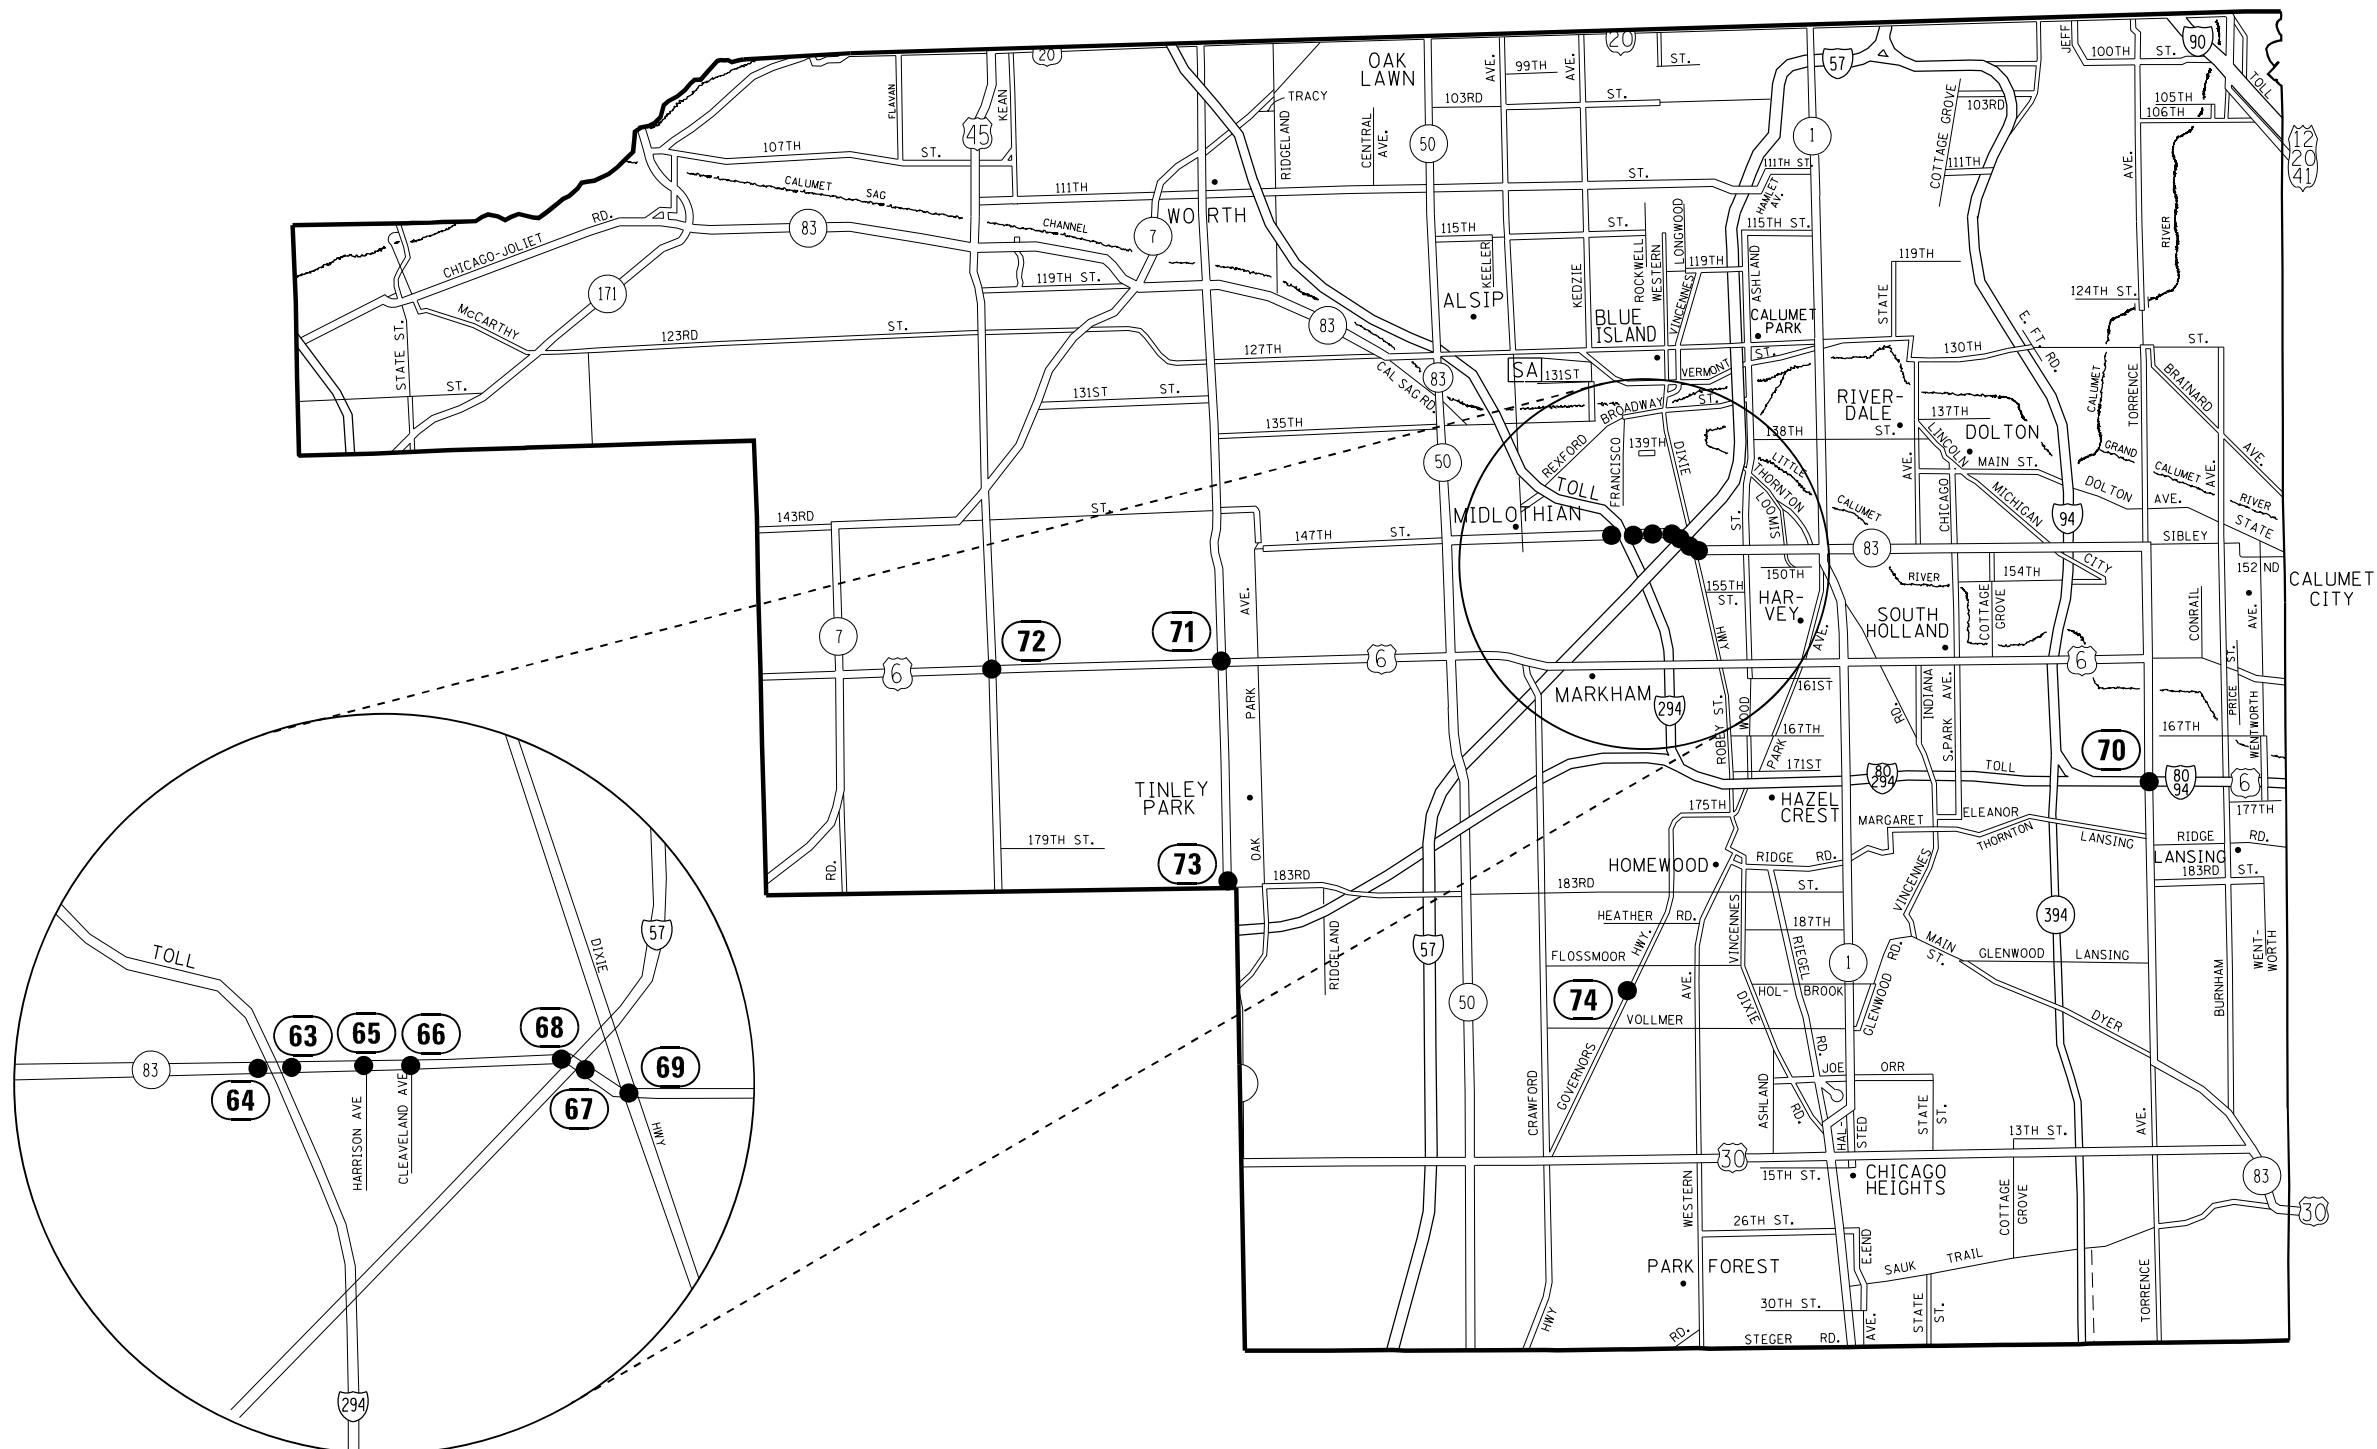 20
OAK
LAWN
AVE.
99TH
AVE.
20
ST.
57
JEFF
100TH
ST.
90
TOLL
FLAVAN
KEAN
TRACY
103RD
ST.
COTTAGE GROVE
103RD
105TH
106TH
45
RIDGELAND
CENTRAL
AVE.
50
1
12
20
41
107TH
ST.
111TH ST.
111TH
AVE.
CALUMET
SAG
CHANNEL
111TH
ST.
HAMLET
AV.
RD.
83
7
WORTH
115TH
ST.
LONGWOOD
115TH ST.
RIVER
CHICAGO-JOLIET
171
119TH ST.
KEELER
KEDZIE
ROCKWELL
WESTERN
119TH
ASHLAND
119TH
STATE
124TH ST.
McCARTHY
STATE ST.
123RD
ST.
83
ALSIP
BLUE
ISLAND
VINCENNES
CALUMET
PARK
E. FT. RD.
127TH
ST.
130TH
ST.
ST.
CAL SAG RD.
83
SA
131ST
VERMONT
CALUMET
TORRENCE
BRAINARD
AVE.
131ST
ST.
BROADWAY
ST.
RIVER-
DALE
137TH
135TH
138TH
ST.
LINCOLN
DOLTON
50
REXFORD
FRANCISCO
139TH
DIXIE
LITTLE
THORNTON
LOOMIS
AVE.
MAIN ST.
GRAND
CALUMET
RIVER
AVE.
TOLL
MIDLOTHIAN
CALUMET
CHICAGO
MICHIGAN
CITY
94
DOLTON
AVE.
STATE
143RD
ST.
147TH
ST.
ST.
83
SIBLEY
152 ND
155TH
ST.
150TH
RIVER
154TH
CALUMET
CITY
7
AVE.
HAR-
VEY
AVE.
SOUTH
HOLLAND
COTTAGE
GROVE
CONRAIL
AVE.
72
71
6
6
HWY
6
ST.
MARKHAM
294
161ST
PARK
OAK
ROBEY ST.
WOOD
PARK
RD.
INDIANA
S.PARK AVE.
PRICE
WENTWORTH
167TH
167TH
70
171ST
80
294
TOLL
80
94
6
TINLEY
PARK
HAZEL
CREST
175TH
177TH
MARGARET
ELEANOR
THORNTON
LANSING
RIDGE
RD.
179TH ST.
RD.
73
HOMEWOOD
RIDGE
RD.
LANSING
183RD
ST.
183RD
183RD
ST.
VINCENNES
HEATHER
RD.
187TH
394
57
RIDGELAND
FLOSSMOOR
HWY.
VINCENNES
RIEGEL
RD.
1
GLENWOOD RD.
MAIN
ST.
GLENWOOD
LANSING
WENT-
WORTH
50
74
AVE.
HOL-
BROOK
DIXIE
RD.
BURNHAM
VOLLMER
DYER
CRAWFORD
GOVERNORS
JOE
ORR
ASHLAND
STATE
ST.
AVE.
HAL-
STED
13TH ST.
30
15TH ST.
CHICAGO
HEIGHTS
83
30
WESTERN
26TH ST.
COTTAGE
GROVE
E.END
AVE.
PARK FOREST
SAUK
TRAIL
30TH ST.
STATE
ST.
TORRENCE
HWY
RD.
STEGER
RD.
TOLL
DIXIE
57
63
65
66
68
83
64
67
69
HARRISON AVE
CLEAVELAND AVE
HWY
294